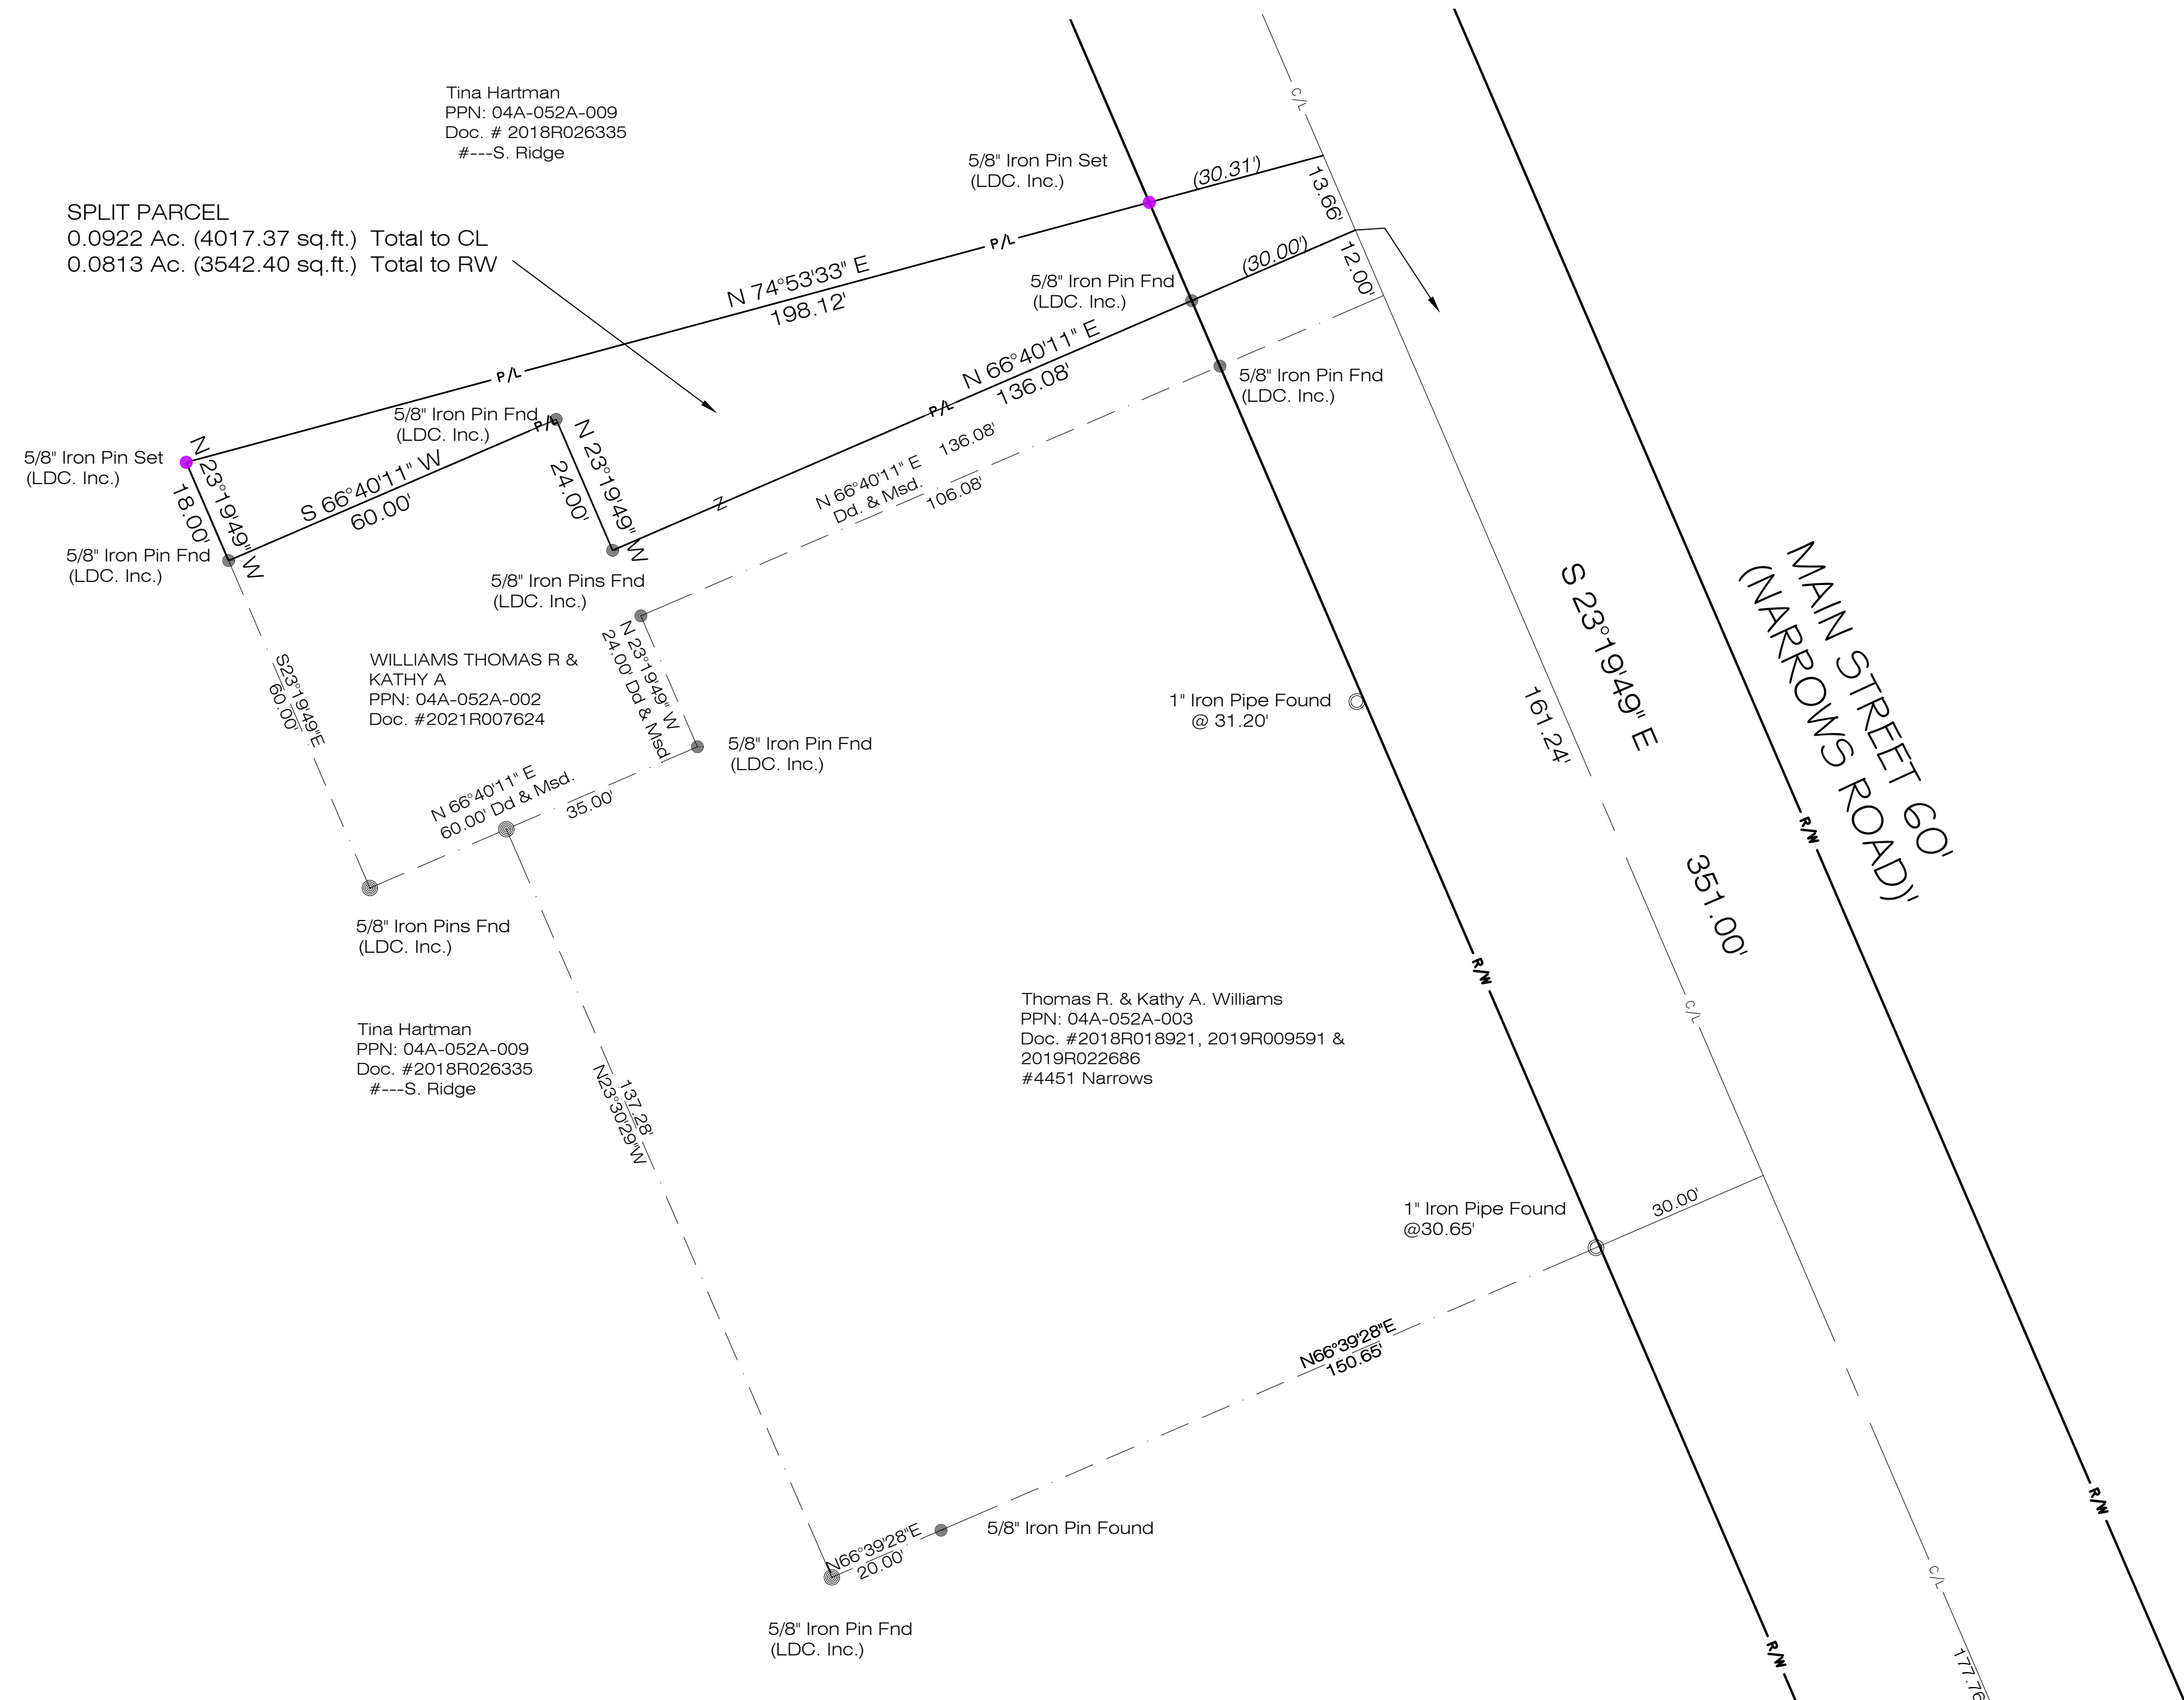 Tina Hartman
PPN: 04A-052A-009
Doc. # 2018R026335
#---S. Ridge
C/L
5/8" Iron Pin Set
(LDC. Inc.)
(30.31')
13.66'
SPLIT PARCEL
0.0922 Ac. (4017.37 sq.ft.) Total to CL
0.0813 Ac. (3542.40 sq.ft.) Total to RW
P/L
N 74°53'33" E
198.12'
5/8" Iron Pin Fnd
(LDC. Inc.)
(30.00')
12.00'
N 66°40'11" E
136.08'
P/L
5/8" Iron Pin Fnd
(LDC. Inc.)
P/L
5/8" Iron Pin Fnd
(LDC. Inc.)
P/L
5/8" Iron Pin Set
(LDC. Inc.)
N 23°19'49" W
18.00'
S 66°40'11" W
60.00'
N 23°19'49" W
24.00'
Z
N 66°40'11" E 136.08'
Dd. & Msd. 106.08'
5/8" Iron Pin Fnd
(LDC. Inc.)
5/8" Iron Pins Fnd
(LDC. Inc.)
S 23°19'49" E
351.00'
MAIN STREET 60'
(NARROWS ROAD)'
S23°19'49"E
60.00'
WILLIAMS THOMAS R &
KATHY A
PPN: 04A-052A-002
Doc. #2021R007624
N 23°19'49" W
24.00' Dd & Msd.
1" Iron Pipe Found
@ 31.20'
161.24'
5/8" Iron Pin Fnd
(LDC. Inc.)
N 66°40'11" E
60.00' Dd & Msd.
35.00'
R/W
5/8" Iron Pins Fnd
(LDC. Inc.)
R/W
C/L
Thomas R. & Kathy A. Williams
PPN: 04A-052A-003
Doc. #2018R018921, 2019R009591 &
2019R022686
#4451 Narrows
Tina Hartman
PPN: 04A-052A-009
Doc. #2018R026335
#---S. Ridge
137.28'
N23°30'29"W
1" Iron Pipe Found
@30.65'
30.00'
N66°39'28"E
150.65'
R/W
N66°39'28"E
20.00'
5/8" Iron Pin Found
C/L
5/8" Iron Pin Fnd
(LDC. Inc.)
R/W
177.76